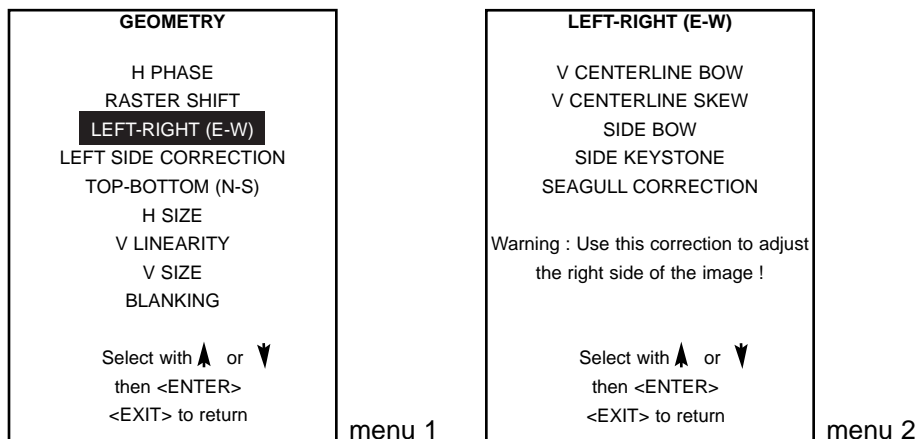 GEOMETRY
H PHASE
RASTER SHIFT
LEFT-RIGHT (E-W)
LEFT SIDE CORRECTION
TOP-BOTTOM (N-S)
H SIZE
V LINEARITY
V SIZE
BLANKING
Select with or
then <ENTER>
<EXIT> to return
menu 1
LEFT-RIGHT (E-W)
V CENTERLINE BOW
V CENTERLINE SKEW
SIDE BOW
SIDE KEYSTONE
SEAGULL CORRECTION
Warning : Use this correction to adjust
the right side of the image !
Select with or
then <ENTER>
<EXIT> to return
menu 2